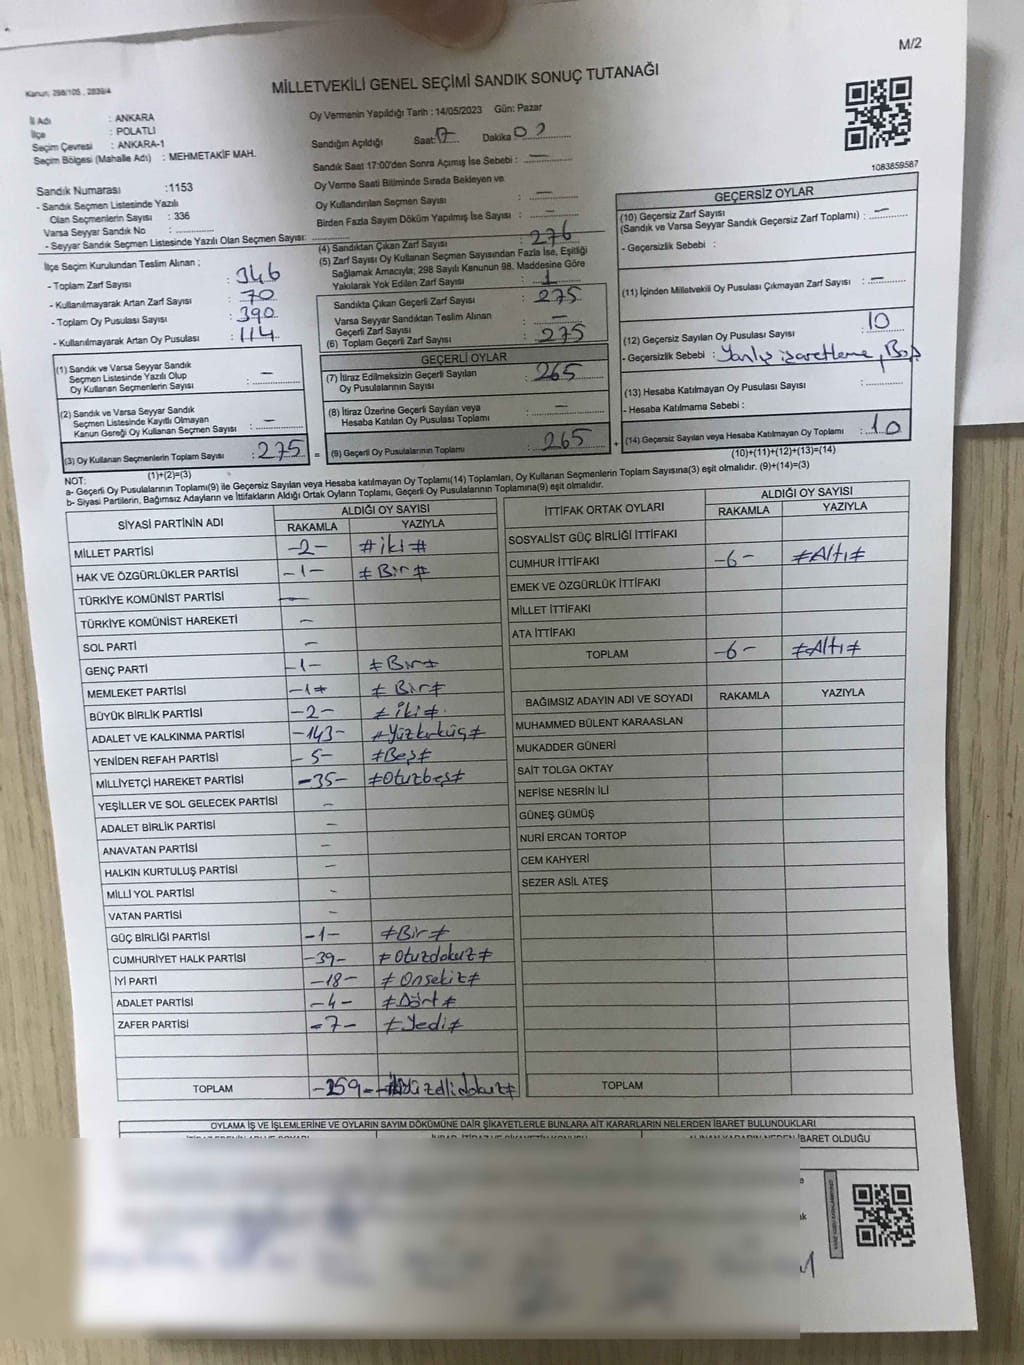 M/2
Kanun: 298/105 , 2839/4
MİLLETVEKİLİ GENEL SEÇİMİ SANDIK SONUÇ TUTANAĞI
İl Adı : ANKARA
İlçe : POLATLI
Seçim Çevresi : ANKARA-1
Seçim Bölgesi (Mahalle Adı) : MEHMETAKİF MAH.
Sandık Numarası :1153
- Sandık Seçmen Listesinde Yazılı
Olan Seçmenlerin Sayısı : 336
Varsa Seyyar Sandık No :
- Seyyar Sandık Seçmen Listesinde Yazılı Olan Seçmen Sayısı:
Oy Vermenin Yapıldığı Tarih : 14/05/2023 Gün: Pazar
Sandığın Açıldığı Saat: 17 Dakika
Sandık Saat 17:00'den Sonra Açımış İse Sebebi : —
Oy Verme Saati Bitiminde Sırada Bekleyen ve
Oy Kullandırılan Seçmen Sayısı : —
Birden Fazla Sayım Döküm Yapılmış İse Sayısı : —
1083859587
İlçe Seçim Kurulundan Teslim Alınan ;
- Toplam Zarf Sayısı : 346
- Kullanılmayarak Artan Zarf Sayısı : 70
- Toplam Oy Pusulası Sayısı : 390
- Kullanılmayarak Artan Oy Pusulası : 114
(4) Sandıktan Çıkan Zarf Sayısı : 276
(5) Zarf Sayısı Oy Kullanan Seçmen Sayısından Fazla İse, Eşitliği
Sağlamak Amacıyla; 298 Sayılı Kanunun 98. Maddesine Göre
Yakılarak Yok Edilen Zarf Sayısı : 1
Sandıkta Çıkan Geçerli Zarf Sayısı : 275
Varsa Seyyar Sandıktan Teslim Alınan
Geçerli Zarf Sayısı : —
(6) Toplam Geçerli Zarf Sayısı : 275
GEÇERSİZ OYLAR
(10) Geçersiz Zarf Sayısı
(Sandık ve Varsa Seyyar Sandık Geçersiz Zarf Toplamı) : —
- Geçersizlik Sebebi :
(11) İçinden Milletvekili Oy Pusulası Çıkmayan Zarf Sayısı : —
(12) Geçersiz Sayılan Oy Pusulası Sayısı : 10
- Geçersizlik Sebebi : Yanlış işaretleme, Boş
(13) Hesaba Katılmayan Oy Pusulası Sayısı :
- Hesaba Katılmama Sebebi :
(14) Geçersiz Sayılan veya Hesaba Katılmayan Oy Toplamı : 10
(10)+(11)+(12)+(13)=(14)
(1) Sandık ve Varsa Seyyar Sandık
Seçmen Listesinde Yazılı Olup
Oy Kullanan Seçmenlerin Sayısı : —
(2) Sandık ve Varsa Seyyar Sandık
Seçmen Listesinde Kayıtlı Olmayan
Kanun Gereği Oy Kullanan Seçmen Sayısı : —
(3) Oy Kullanan Seçmenlerin Toplam Sayısı : 275 =
(1)+(2)=(3)
GEÇERLİ OYLAR
(7) İtiraz Edilmeksizin Geçerli Sayılan
Oy Pusulalarının Sayısı : 265
(8) İtiraz Üzerine Geçerli Sayılan veya
Hesaba Katılan Oy Pusulası Toplamı : —
(9) Geçerli Oy Pusulalarının Toplamı : 265 +
NOT:
a- Geçerli Oy Pusulalarının Toplamı(9) ile Geçersiz Sayılan veya Hesaba katılmayan Oy Toplamı(14) Toplamları, Oy Kullanan Seçmenlerin Toplam Sayısına(3) eşit olmalıdır. (9)+(14)=(3)
b- Siyasi Partilerin, Bağımsız Adayların ve İttifakların Aldığı Ortak Oyların Toplamı, Geçerli Oy Pusulalarının Toplamına(9) eşit olmalıdır.
SİYASİ PARTİNİN ADI ALDIĞI OY SAYISI
RAKAMLA YAZIYLA
MİLLET PARTİSİ -2- #iki#
HAK VE ÖZGÜRLÜKLER PARTİSİ -1- #Bir#
TÜRKİYE KOMÜNİST PARTİSİ —
TÜRKİYE KOMÜNİST HAREKETİ —
SOL PARTİ —
GENÇ PARTİ -1- #Bir#
MEMLEKET PARTİSİ -1- #Bir#
BÜYÜK BİRLİK PARTİSİ -2- #iki#
ADALET VE KALKINMA PARTİSİ -143- #Yüzkırküç#
YENİDEN REFAH PARTİSİ -5- #Beş#
MİLLİYETÇİ HAREKET PARTİSİ -35- #Otuzbeş#
YEŞİLLER VE SOL GELECEK PARTİSİ —
ADALET BİRLİK PARTİSİ —
ANAVATAN PARTİSİ —
HALKIN KURTULUŞ PARTİSİ —
MİLLİ YOL PARTİSİ -
VATAN PARTİSİ -
GÜÇ BİRLİĞİ PARTİSİ -1- #Bir#
CUMHURİYET HALK PARTİSİ -39- #Otuzdokuz#
İYİ PARTİ -18- #Onsekiz#
ADALET PARTİSİ -4- #Dört#
ZAFER PARTİSİ -7- #Yedi#
TOPLAM -259- #ikiyüzellidokuz#
İTTİFAK ORTAK OYLARI ALDIĞI OY SAYISI
RAKAMLA YAZIYLA
SOSYALİST GÜÇ BİRLİĞİ İTTİFAKI
CUMHUR İTTİFAKI -6- #Altı#
EMEK VE ÖZGÜRLÜK İTTİFAKI
MİLLET İTTİFAKI
ATA İTTİFAKI
TOPLAM -6- #Altı#
BAĞIMSIZ ADAYIN ADI VE SOYADI RAKAMLA YAZIYLA
MUHAMMED BÜLENT KARAASLAN
MUKADDER GÜNERİ
SAİT TOLGA OKTAY
NEFİSE NESRİN İLİ
GÜNEŞ GÜMÜŞ
NURİ ERCAN TORTOP
CEM KAHYERİ
SEZER ASİL ATEŞ
TOPLAM
OYLAMA İŞ VE İŞLEMLERİNE VE OYLARIN SAYIM DÖKÜMÜNE DAİR ŞİKAYETLERLE BUNLARA AİT KARARLARIN NELERDEN İBARET BULUNDUKLARI
İBARET OLDUĞU